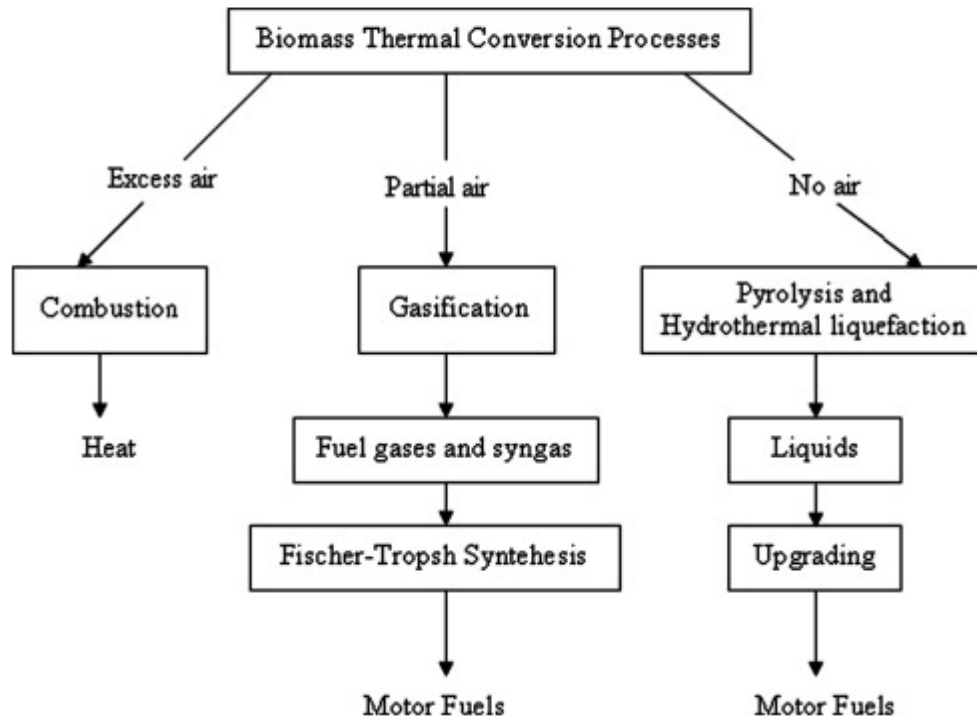 Biomass Thermal Conversion Processes
Excess air
Partial air
No air
Combustion
Gasification
Pyrolysis and
Hydrothermal liquefaction
Heat
Fuel gases and syngas
Liquids
Fischer-Tropsh Syntehesis
Upgrading
Motor Fuels
Motor Fuels